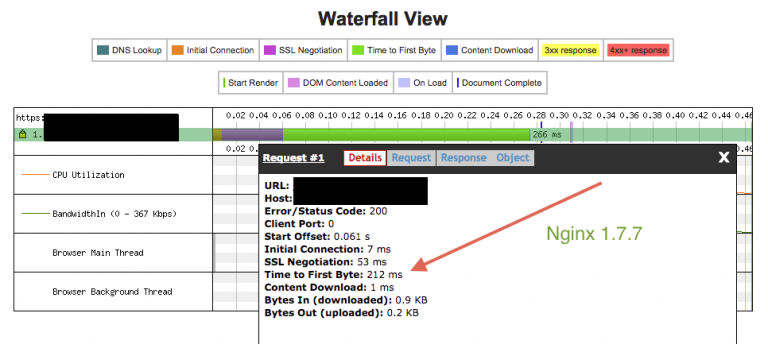 Waterfall View
DNS Lookup Initial Connection SSL Negotiation Time to First Byte Content Download 3xx response 4xx+ response
Start Render DOM Content Loaded On Load Document Complete
https: 0.02 0.04 0.06 0.08 0.10 0.12 0.14 0.16 0.18 0.20 0.22 0.24 0.26 0.28 0.30 0.32 0.34 0.36 0.38 0.40 0.42 0.44 0.46
1. 266 ms
0.02 0.46
Request #1 Details Request Response Object X
CPU Utilization
BandwidthIn (0 - 367 Kbps)
Browser Main Thread
Browser Background Thread
URL:
Host:
Error/Status Code: 200
Client Port: 0
Start Offset: 0.061 s
Initial Connection: 7 ms
SSL Negotiation: 53 ms
Time to First Byte: 212 ms
Content Download: 1 ms
Bytes In (downloaded): 0.9 KB
Bytes Out (uploaded): 0.2 KB
Nginx 1.7.7